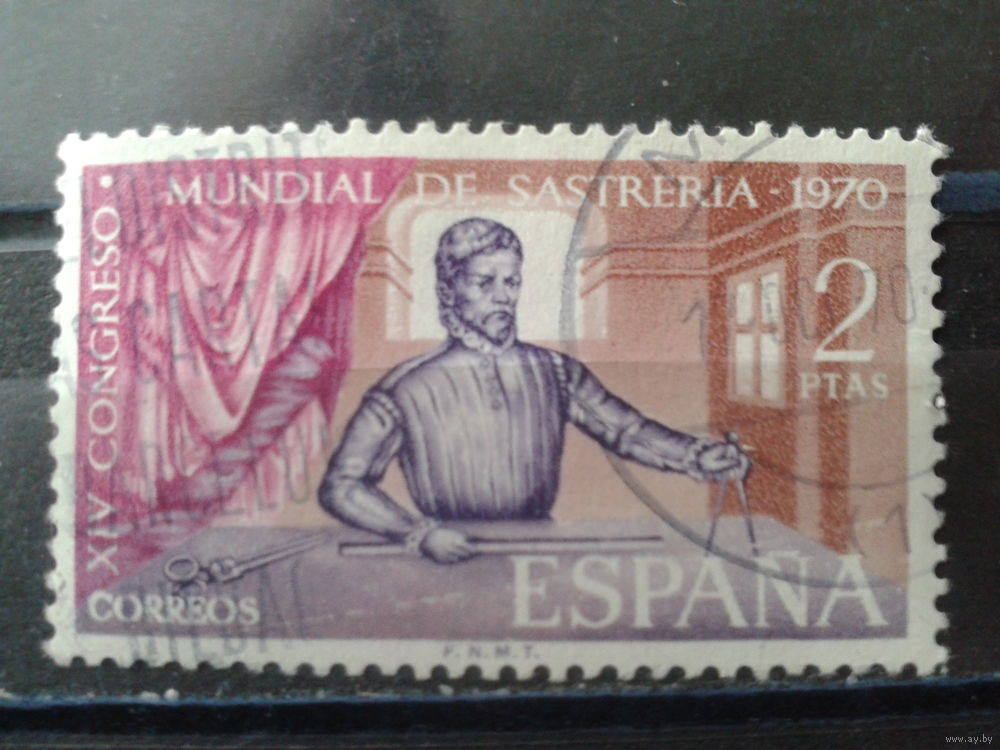 XIV CONGRESO • MUNDIAL DE SASTRERIA - 1970
2
PTAS
ESPAÑA
CORREOS
F. N. M. T.
www.ay.by